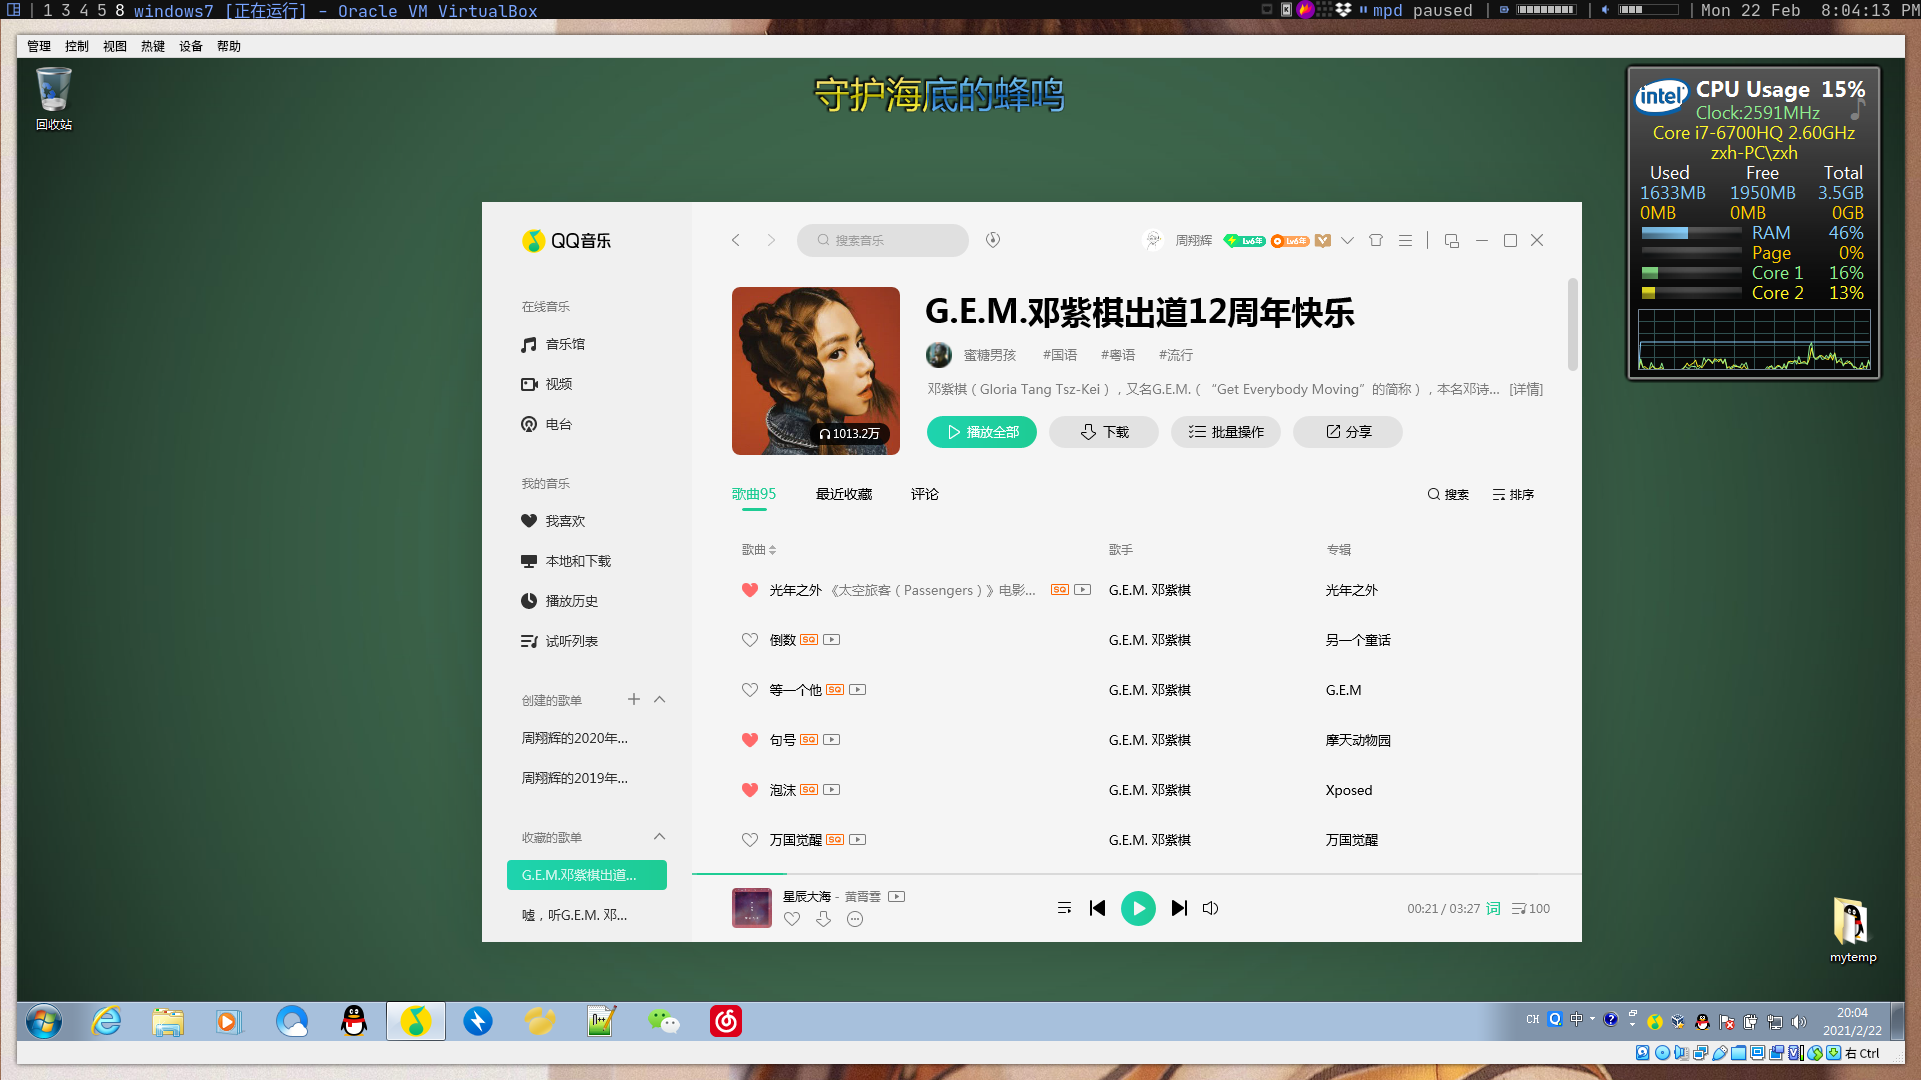 1 3 4 5 8 windows7 [正在运行] - Oracle VM VirtualBox
mpd paused | | | Mon 22 Feb 8:04:13 PM
管理 控制 视图 热键 设备 帮助
回收站
守护海底的蜂鸣
intel CPU Usage 15%
Clock:2591MHz
Core i7-6700HQ 2.60GHz
zxh-PC\zxh
Used Free Total
1633MB 1950MB 3.5GB
0MB 0MB 0GB
RAM 46%
Page 0%
Core 1 16%
Core 2 13%
QQ音乐
搜索音乐
周翔辉 Lv6年 Lv6年
在线音乐
音乐馆
视频
电台
我的音乐
我喜欢
本地和下载
播放历史
试听列表
创建的歌单
周翔辉的2020年...
周翔辉的2019年...
收藏的歌单
G.E.M.邓紫棋出道...
嘘，听G.E.M. 邓...
1013.2万
G.E.M.邓紫棋出道12周年快乐
蜜糖男孩 #国语 #粤语 #流行
邓紫棋（Gloria Tang Tsz-Kei），又名G.E.M.（“Get Everybody Moving”的简称），本名邓诗... [详情]
播放全部 下载 批量操作 分享
歌曲95 最近收藏 评论 搜索 排序
歌曲 歌手 专辑
光年之外 《太空旅客（Passengers）》电影... SQ G.E.M. 邓紫棋 光年之外
倒数 SQ G.E.M. 邓紫棋 另一个童话
等一个他 SQ G.E.M. 邓紫棋 G.E.M
句号 SQ G.E.M. 邓紫棋 摩天动物园
泡沫 SQ G.E.M. 邓紫棋 Xposed
万国觉醒 SQ G.E.M. 邓紫棋 万国觉醒
星辰大海 - 黄霄雲
00:21 / 03:27 词 100
mytemp
CH 中
20:04
2021/2/22
右 Ctrl